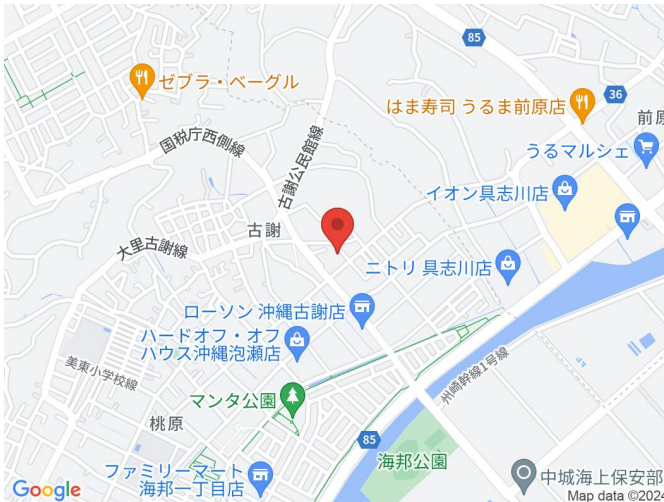 85
ゼブラ・ベーグル
36
はま寿司 うるま前原店
前原
国税庁西側線
古謝公民館線
うるマルシェ
イオン具志川店
古謝
大里古謝線
ニトリ 具志川店
ローソン 沖縄古謝店
ハードオフ・オフ
ハウス沖縄泡瀬店
州崎幹線1号線
美東小学校線
マンタ公園
桃原
85
海邦公園
ファミリーマート
海邦一丁目店
中城海上保安部
Google
Map data ©2024